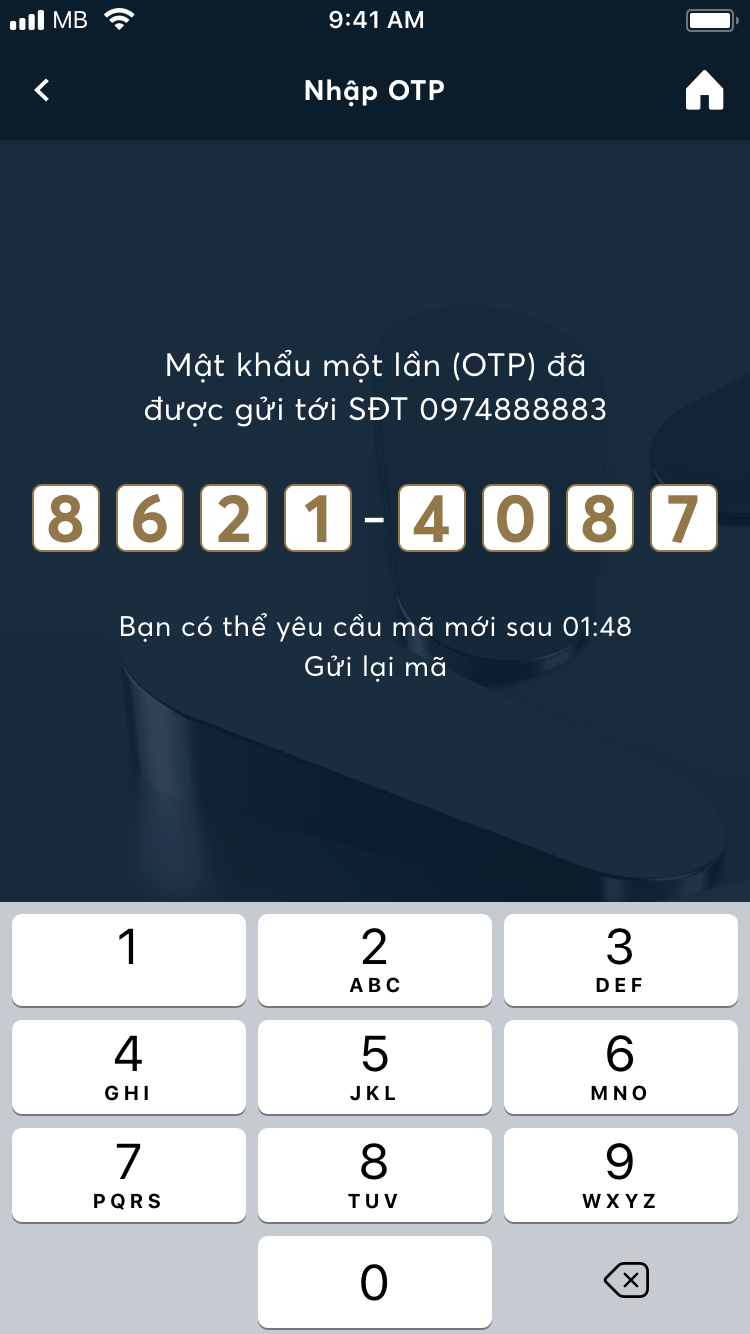 MB 9:41 AM
Nhập OTP
Mật khẩu một lần (OTP) đã
được gửi tới SĐT 0974888883
8 6 2 1 - 4 0 8 7
Bạn có thể yêu cầu mã mới sau 01:48
Gửi lại mã
1 2 3
ABC DEF
4 5 6
GHI JKL MNO
7 8 9
PQRS TUV WXYZ
0